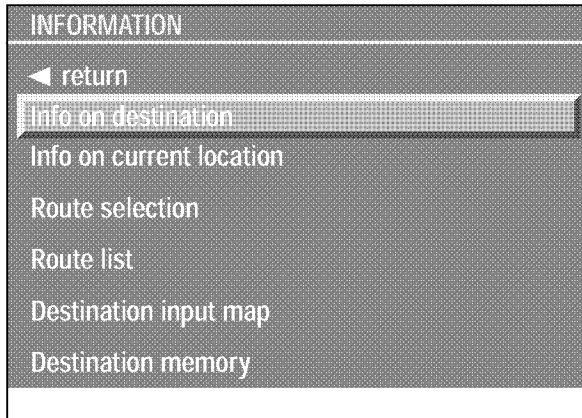 INFORMATION
◄ return
Info on destination
Info on current location
Route selection
Route list
Destination input map
Destination memory